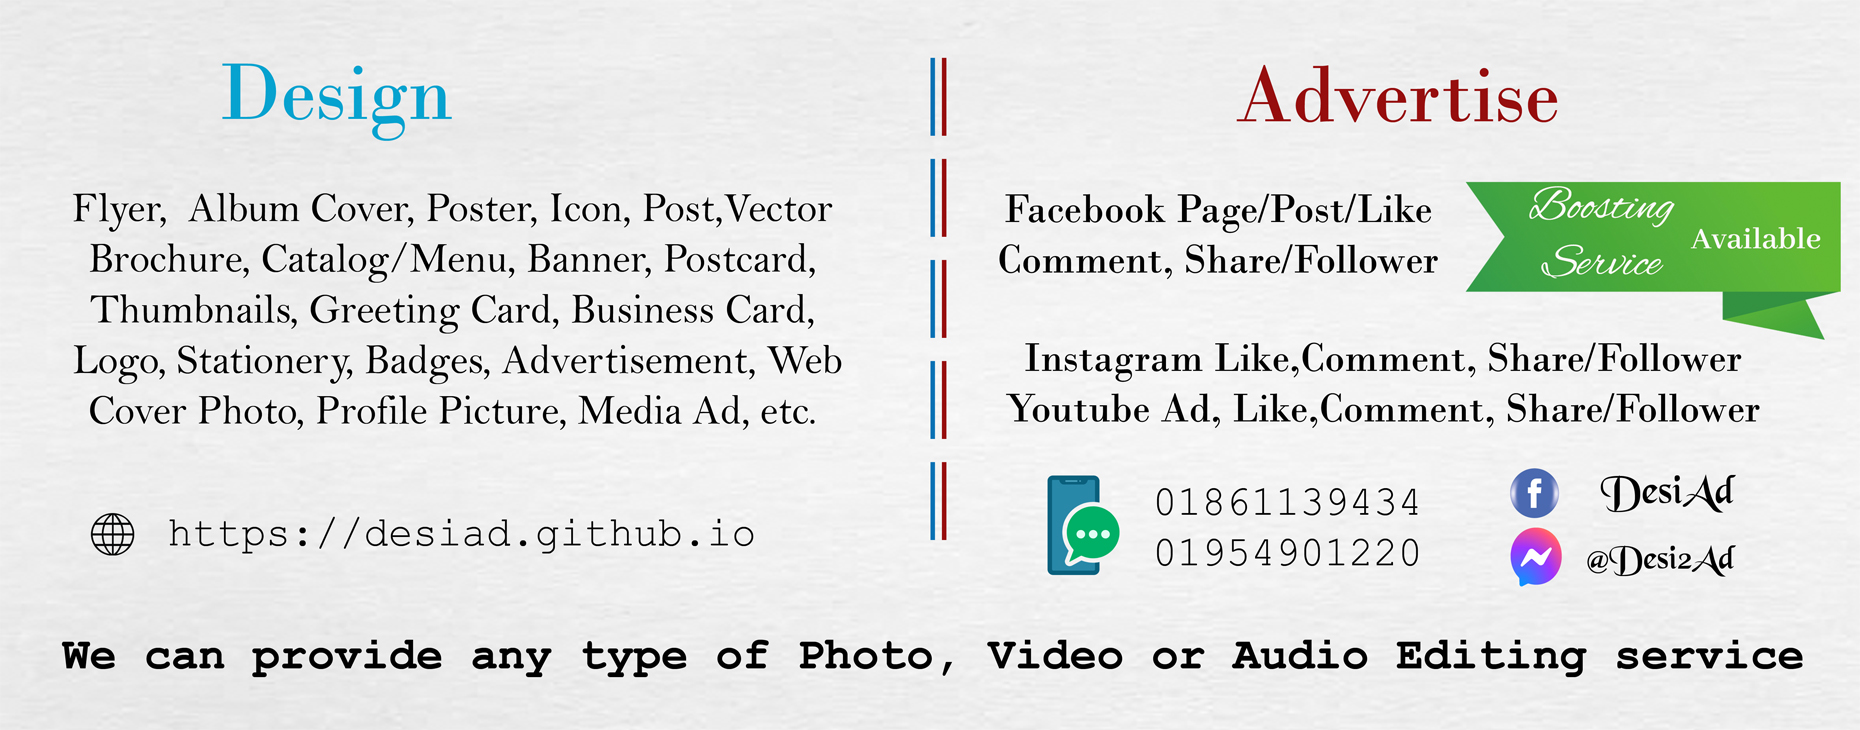 Design
Flyer, Album Cover, Poster, Icon, Post,Vector
Brochure, Catalog/Menu, Banner, Postcard,
Thumbnails, Greeting Card, Business Card,
Logo, Stationery, Badges, Advertisement, Web
Cover Photo, Profile Picture, Media Ad, etc.
https://desiad.github.io
Advertise
Facebook Page/Post/Like
Comment, Share/Follower
Boosting
Service
Available
Instagram Like,Comment, Share/Follower
Youtube Ad, Like,Comment, Share/Follower
01861139434
01954901220
DesiAd
@Desi2Ad
We can provide any type of Photo, Video or Audio Editing service